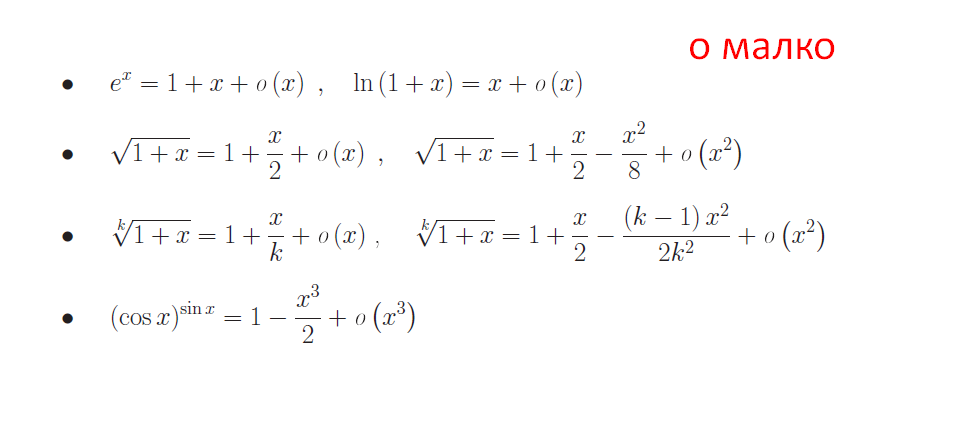 о малко
• e^x = 1 + x + o (x) , ln (1 + x) = x + o (x)
• √(1 + x) = 1 + x/2 + o (x) , √(1 + x) = 1 + x/2 − x²/8 + o (x²)
• ᵏ√(1 + x) = 1 + x/k + o (x) , ᵏ√(1 + x) = 1 + x/2 − (k − 1) x²/2k² + o (x²)
• (cos x)^sin x = 1 − x³/2 + o (x³)